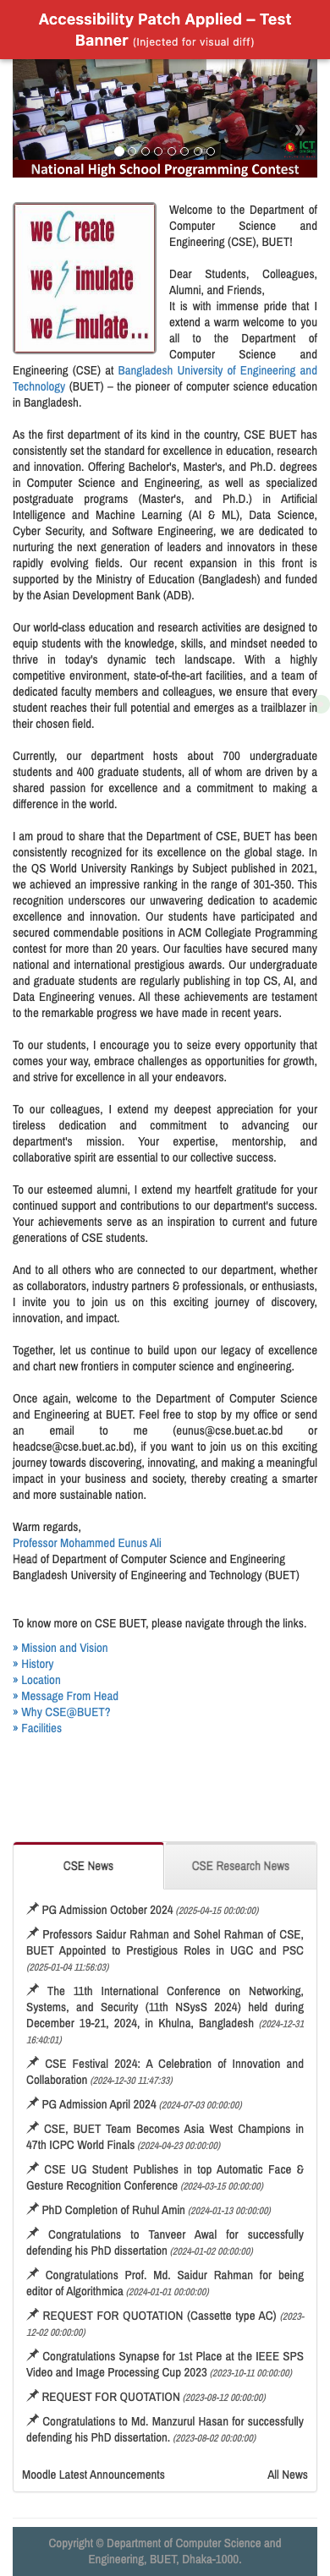 Accessibility Patch Applied – Test
Banner (Injected for visual diff)
«
»
ICT
National High School Programming Contest
we Create
we Simulate
we Emulate...
Welcome to the Department of
Computer Science and
Engineering (CSE), BUET!
Dear Students, Colleagues,
Alumni, and Friends,
It is with immense pride that I
extend a warm welcome to you
all to the Department of
Computer Science and
Engineering (CSE) at Bangladesh University of Engineering and
Technology (BUET) – the pioneer of computer science education
in Bangladesh.
As the first department of its kind in the country, CSE BUET has
consistently set the standard for excellence in education, research
and innovation. Offering Bachelor's, Master's, and Ph.D. degrees
in Computer Science and Engineering, as well as specialized
postgraduate programs (Master's, and Ph.D.) in Artificial
Intelligence and Machine Learning (AI & ML), Data Science,
Cyber Security, and Software Engineering, we are dedicated to
nurturing the next generation of leaders and innovators in these
rapidly evolving fields. Our recent expansion in this front is
supported by the Ministry of Education (Bangladesh) and funded
by the Asian Development Bank (ADB).
Our world-class education and research activities are designed to
equip students with the knowledge, skills, and mindset needed to
thrive in today's dynamic tech landscape. With a highly
competitive environment, state-of-the-art facilities, and a team of
dedicated faculty members and colleagues, we ensure that every
student reaches their full potential and emerges as a trailblazer in
their chosen field.
Currently, our department hosts about 700 undergraduate
students and 400 graduate students, all of whom are driven by a
shared passion for excellence and a commitment to making a
difference in the world.
I am proud to share that the Department of CSE, BUET has been
consistently recognized for its excellence on the global stage. In
the QS World University Rankings by Subject published in 2021,
we achieved an impressive ranking in the range of 301-350. This
recognition underscores our unwavering dedication to academic
excellence and innovation. Our students have participated and
secured commendable positions in ACM Collegiate Programming
contest for more than 20 years. Our faculties have secured many
national and international prestigious awards. Our undergraduate
and graduate students are regularly publishing in top CS, AI, and
Data Engineering venues. All these achievements are testament
to the remarkable progress we have made in recent years.
To our students, I encourage you to seize every opportunity that
comes your way, embrace challenges as opportunities for growth,
and strive for excellence in all your endeavors.
To our colleagues, I extend my deepest appreciation for your
tireless dedication and commitment to advancing our
department's mission. Your expertise, mentorship, and
collaborative spirit are essential to our collective success.
To our esteemed alumni, I extend my heartfelt gratitude for your
continued support and contributions to our department's success.
Your achievements serve as an inspiration to current and future
generations of CSE students.
And to all others who are connected to our department, whether
as collaborators, industry partners & professionals, or enthusiasts,
I invite you to join us on this exciting journey of discovery,
innovation, and impact.
Together, let us continue to build upon our legacy of excellence
and chart new frontiers in computer science and engineering.
Once again, welcome to the Department of Computer Science
and Engineering at BUET. Feel free to stop by my office or send
an email to me (eunus@cse.buet.ac.bd or
headcse@cse.buet.ac.bd), if you want to join us on this exciting
journey towards discovering, innovating, and making a meaningful
impact in your business and society, thereby creating a smarter
and more sustainable nation.
Warm regards,
Professor Mohammed Eunus Ali
Head of Department of Computer Science and Engineering
Bangladesh University of Engineering and Technology (BUET)
To know more on CSE BUET, please navigate through the links.
» Mission and Vision
» History
» Location
» Message From Head
» Why CSE@BUET?
» Facilities
CSE News
CSE Research News
PG Admission October 2024 (2025-04-15 00:00:00)
Professors Saidur Rahman and Sohel Rahman of CSE,
BUET Appointed to Prestigious Roles in UGC and PSC
(2025-01-04 11:56:03)
The 11th International Conference on Networking,
Systems, and Security (11th NSysS 2024) held during
December 19-21, 2024, in Khulna, Bangladesh (2024-12-31
16:40:01)
CSE Festival 2024: A Celebration of Innovation and
Collaboration (2024-12-30 11:47:33)
PG Admission April 2024 (2024-07-03 00:00:00)
CSE, BUET Team Becomes Asia West Champions in
47th ICPC World Finals (2024-04-23 00:00:00)
CSE UG Student Publishes in top Automatic Face &
Gesture Recognition Conference (2024-03-15 00:00:00)
PhD Completion of Ruhul Amin (2024-01-13 00:00:00)
Congratulations to Tanveer Awal for successfully
defending his PhD dissertation (2024-01-02 00:00:00)
Congratulations Prof. Md. Saidur Rahman for being
editor of Algorithmica (2024-01-01 00:00:00)
REQUEST FOR QUOTATION (Cassette type AC) (2023-
12-02 00:00:00)
Congratulations Synapse for 1st Place at the IEEE SPS
Video and Image Processing Cup 2023 (2023-10-11 00:00:00)
REQUEST FOR QUOTATION (2023-08-12 00:00:00)
Congratulations to Md. Manzurul Hasan for successfully
defending his PhD dissertation. (2023-08-02 00:00:00)
Moodle Latest Announcements
All News
Copyright © Department of Computer Science and
Engineering, BUET, Dhaka-1000.